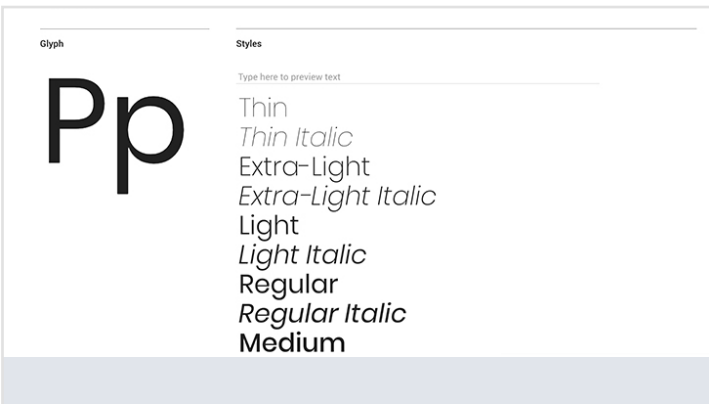 Glyph
Styles
Pp
Type here to preview text
Thin
Thin Italic
Extra-Light
Extra-Light Italic
Light
Light Italic
Regular
Regular Italic
Medium